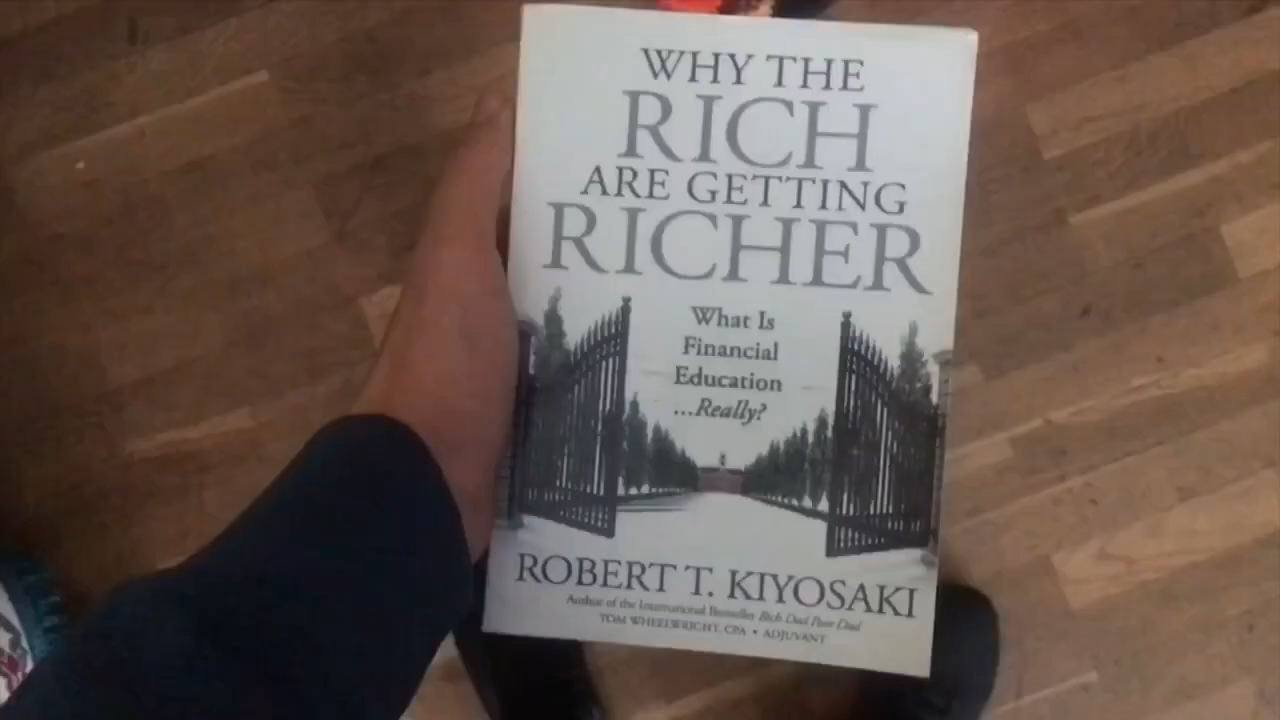 WHY THE
RICH
ARE GETTING
RICHER
What Is
Financial
Education
...Really?
ROBERT T. KIYOSAKI
Author of the International Bestseller Rich Dad Poor Dad
TOM WHEELWRIGHT, CPA • ADJUVANT